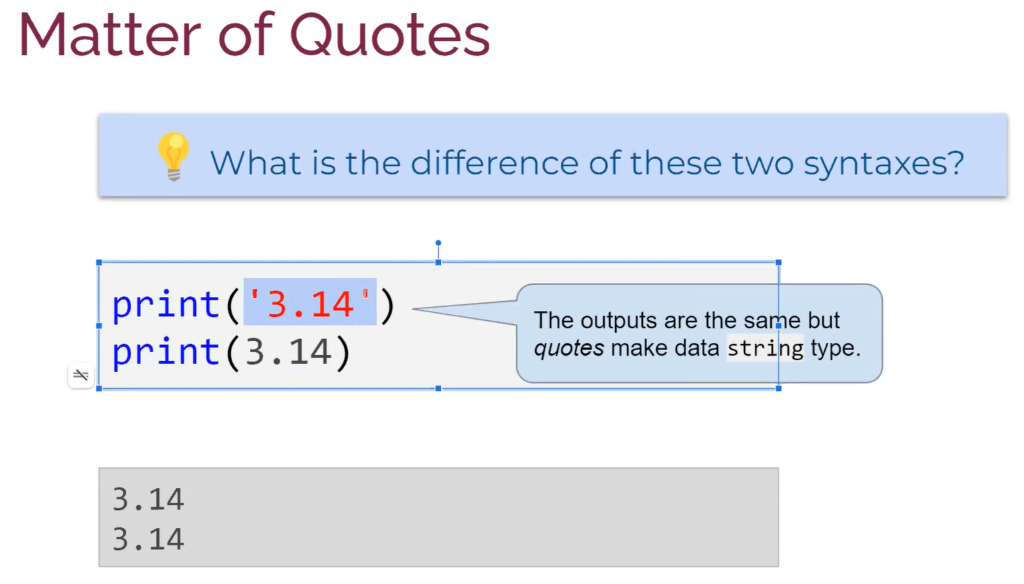 Matter of Quotes
What is the difference of these two syntaxes?
print('3.14')
print(3.14)
The outputs are the same but
quotes make data string type.
3.14
3.14